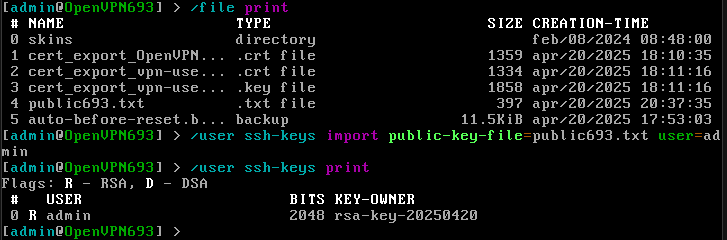 [admin@OpenVPN693] > /file print
# NAME TYPE SIZE CREATION-TIME
0 skins directory feb/08/2024 08:48:00
1 cert_export_OpenVPN... .crt file 1359 apr/20/2025 18:10:35
2 cert_export_vpn-use... .crt file 1334 apr/20/2025 18:11:16
3 cert_export_vpn-use... .key file 1858 apr/20/2025 18:11:16
4 public693.txt .txt file 397 apr/20/2025 20:37:35
5 auto-before-reset.b... backup 11.5KiB apr/20/2025 17:53:03
[admin@OpenVPN693] > /user ssh-keys import public-key-file=public693.txt user=ad
min
[admin@OpenVPN693] > /user ssh-keys print
Flags: R - RSA, D - DSA
# USER BITS KEY-OWNER
0 R admin 2048 rsa-key-20250420
[admin@OpenVPN693] >